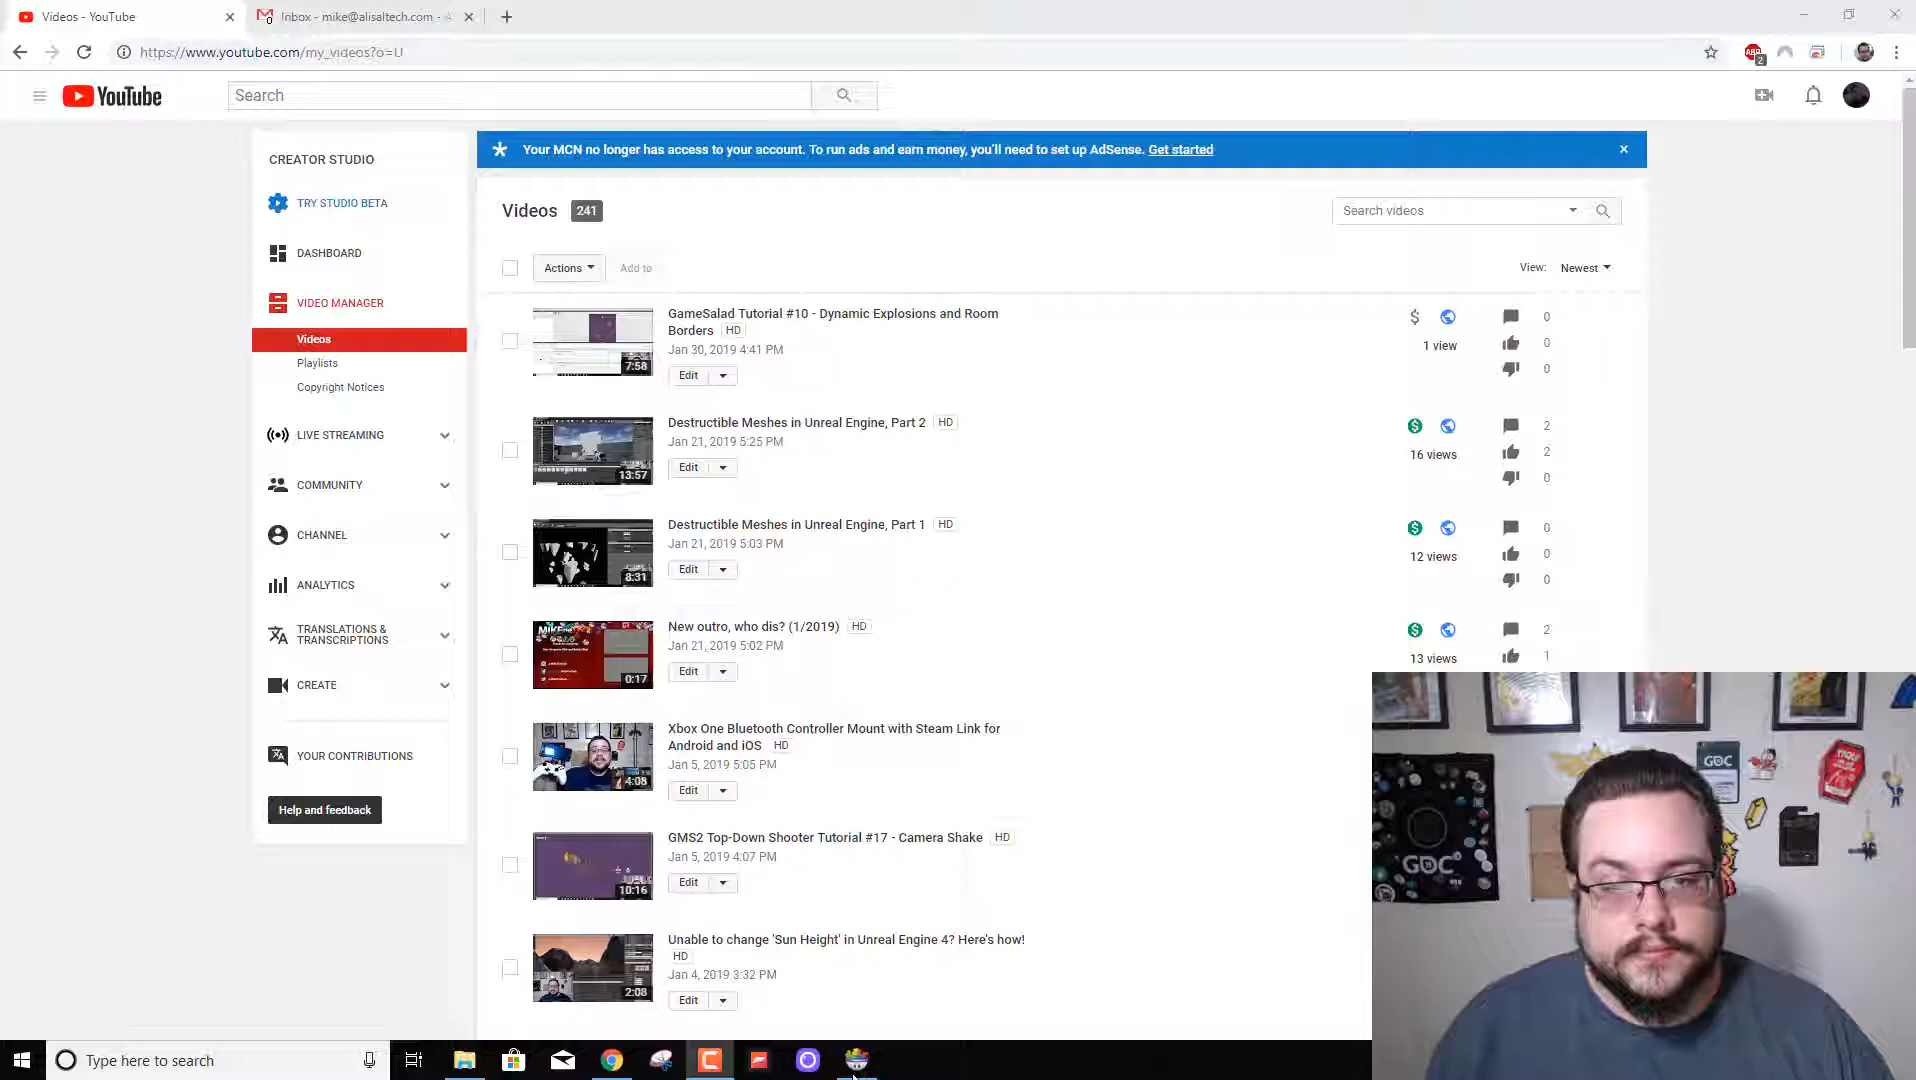 Videos - YouTube
Inbox - mike@alisaltech.com - A
https://www.youtube.com/my_videos?o=U
ABP
2
YouTube
Search
CREATOR STUDIO
TRY STUDIO BETA
DASHBOARD
VIDEO MANAGER
Videos
Playlists
Copyright Notices
LIVE STREAMING
COMMUNITY
CHANNEL
ANALYTICS
TRANSLATIONS &
TRANSCRIPTIONS
CREATE
YOUR CONTRIBUTIONS
Help and feedback
Your MCN no longer has access to your account. To run ads and earn money, you'll need to set up AdSense. Get started
Videos 241
Search videos
Actions
Add to
View: Newest
GameSalad Tutorial #10 - Dynamic Explosions and Room
Borders HD
Jan 30, 2019 4:41 PM
7:58
Edit
1 view
0
0
0
Destructible Meshes in Unreal Engine, Part 2 HD
Jan 21, 2019 5:25 PM
13:57
Edit
16 views
2
2
0
Destructible Meshes in Unreal Engine, Part 1 HD
Jan 21, 2019 5:03 PM
8:31
Edit
12 views
0
0
0
New outro, who dis? (1/2019) HD
Jan 21, 2019 5:02 PM
0:17
Edit
13 views
2
1
Xbox One Bluetooth Controller Mount with Steam Link for
Android and iOS HD
Jan 5, 2019 5:05 PM
4:08
Edit
GMS2 Top-Down Shooter Tutorial #17 - Camera Shake HD
Jan 5, 2019 4:07 PM
10:16
Edit
Unable to change 'Sun Height' in Unreal Engine 4? Here's how!
HD
Jan 4, 2019 3:32 PM
2:08
Edit
GDC
GDC
Type here to search